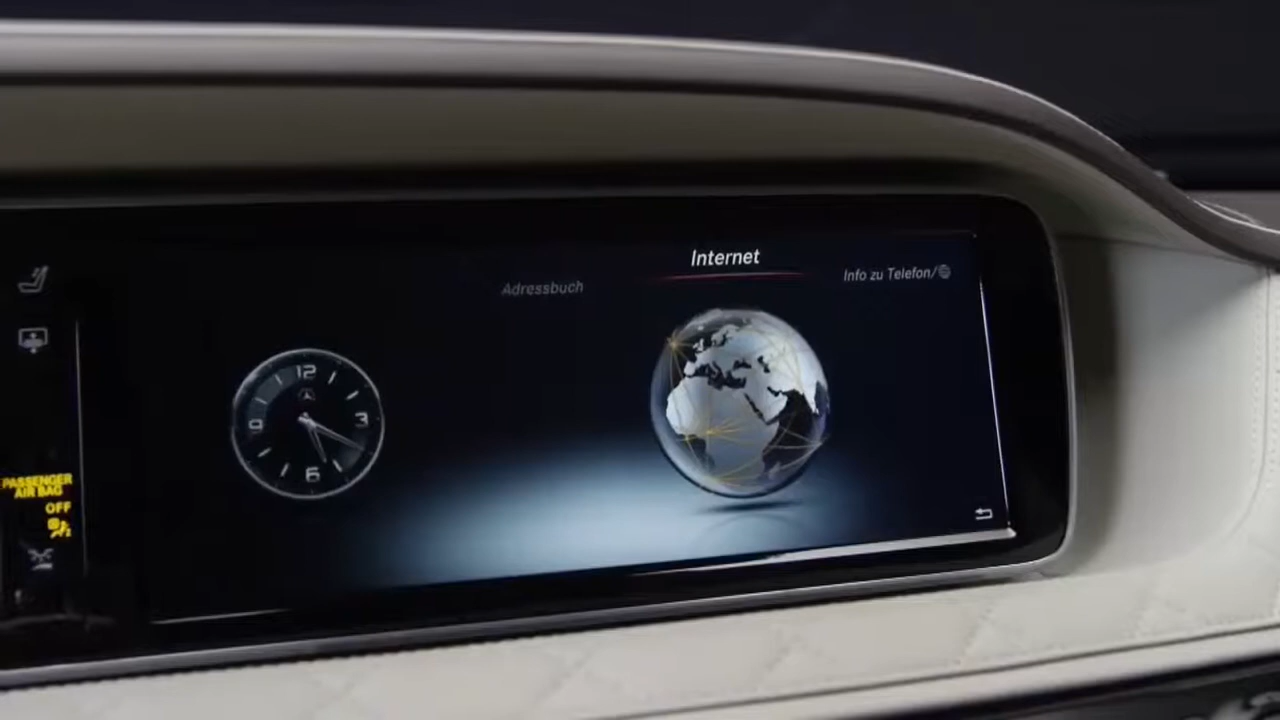 Internet
Adressbuch
Info zu Telefon/
12
9
3
6
PASSENGER
AIR BAG
OFF